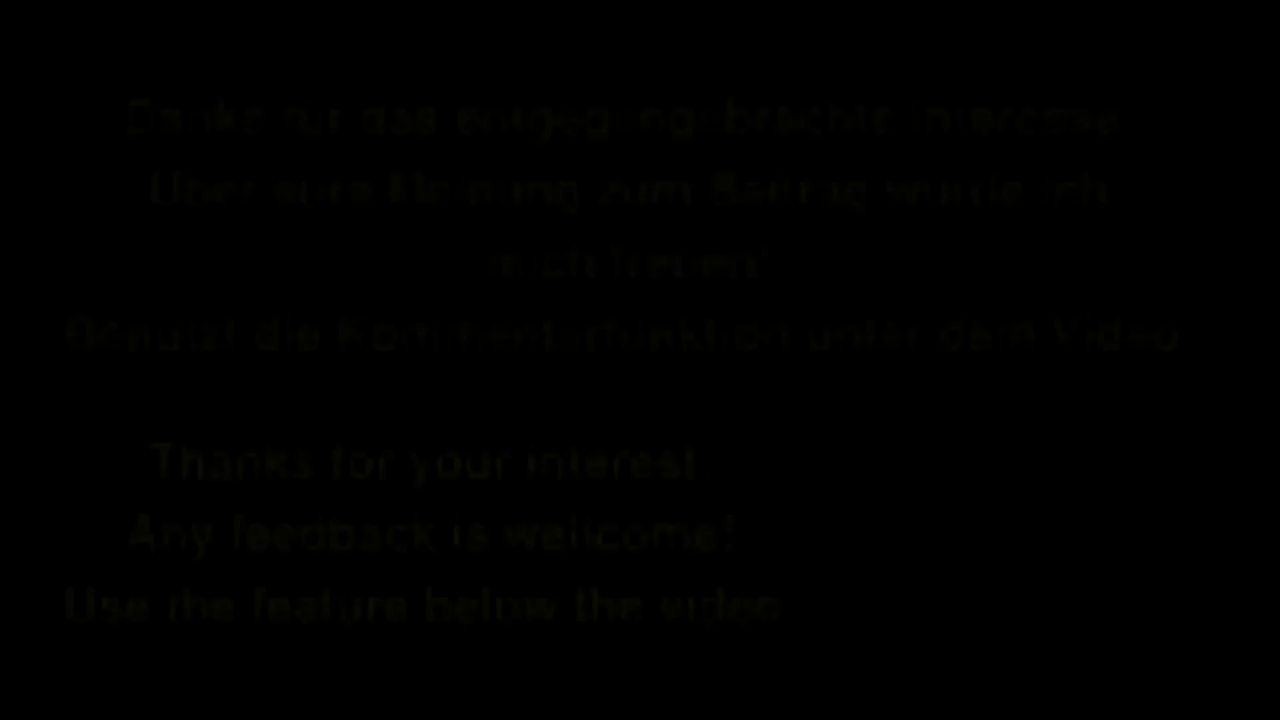 Danke für das entgegengebrachte Interesse
Über eure Meinung zum Beitrag würde ich
mich freuen!
Benutzt die Kommentarfunktion unter dem Video
Thanks for your interest
Any feedback is wellcome!
Use the feature below the video